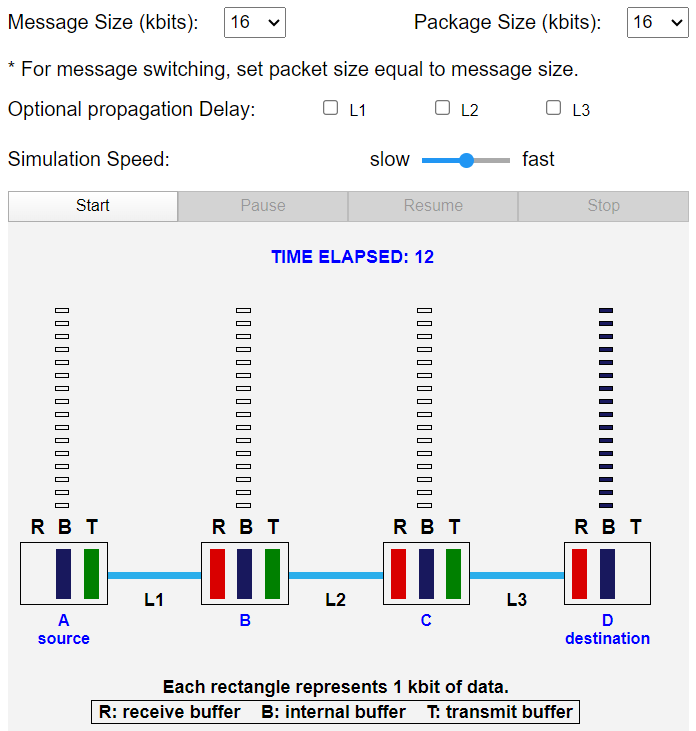 Message Size (kbits): 16 Package Size (kbits): 16
* For message switching, set packet size equal to message size.
Optional propagation Delay: L1 L2 L3
Simulation Speed: slow fast
Start Pause Resume Stop
TIME ELAPSED: 12
R B T R B T R B T R B T
L1 L2 L3
A B C D
source destination
Each rectangle represents 1 kbit of data.
R: receive buffer B: internal buffer T: transmit buffer